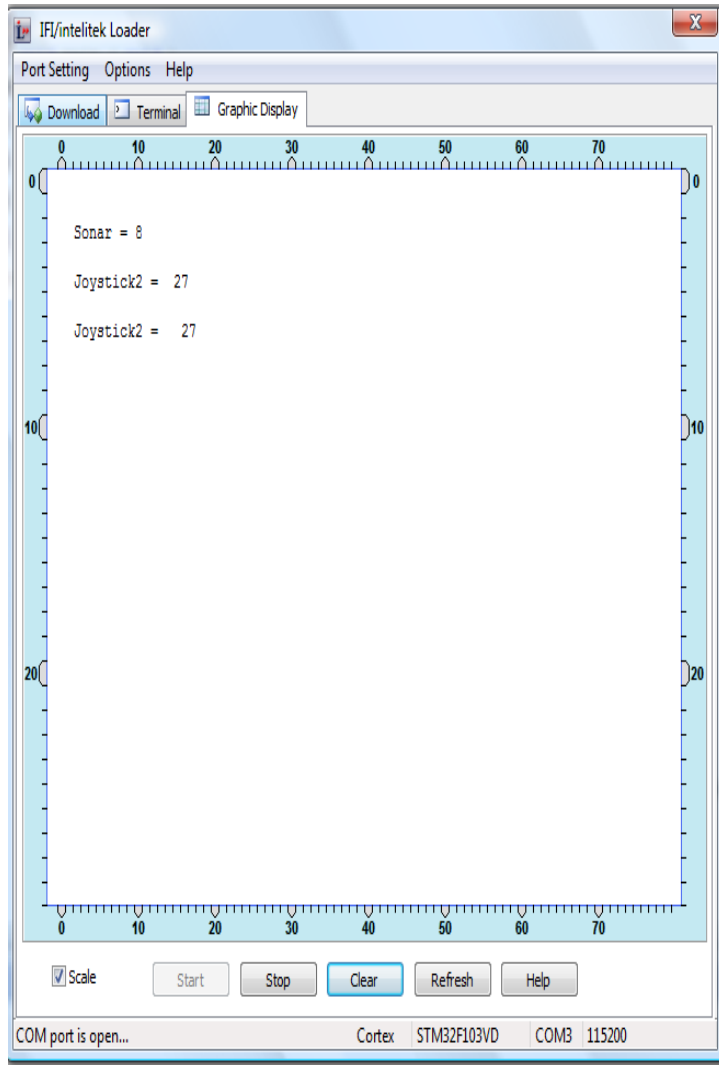 IFI/intelitek Loader
Port Setting Options Help
Download Terminal Graphic Display
0 10 20 30 40 50 60 70
0 0
Sonar = 8
Joystick2 = 27
Joystick2 = 27
10 10
20 20
0 10 20 30 40 50 60 70
Scale Start Stop Clear Refresh Help
COM port is open... Cortex STM32F103VD COM3 115200